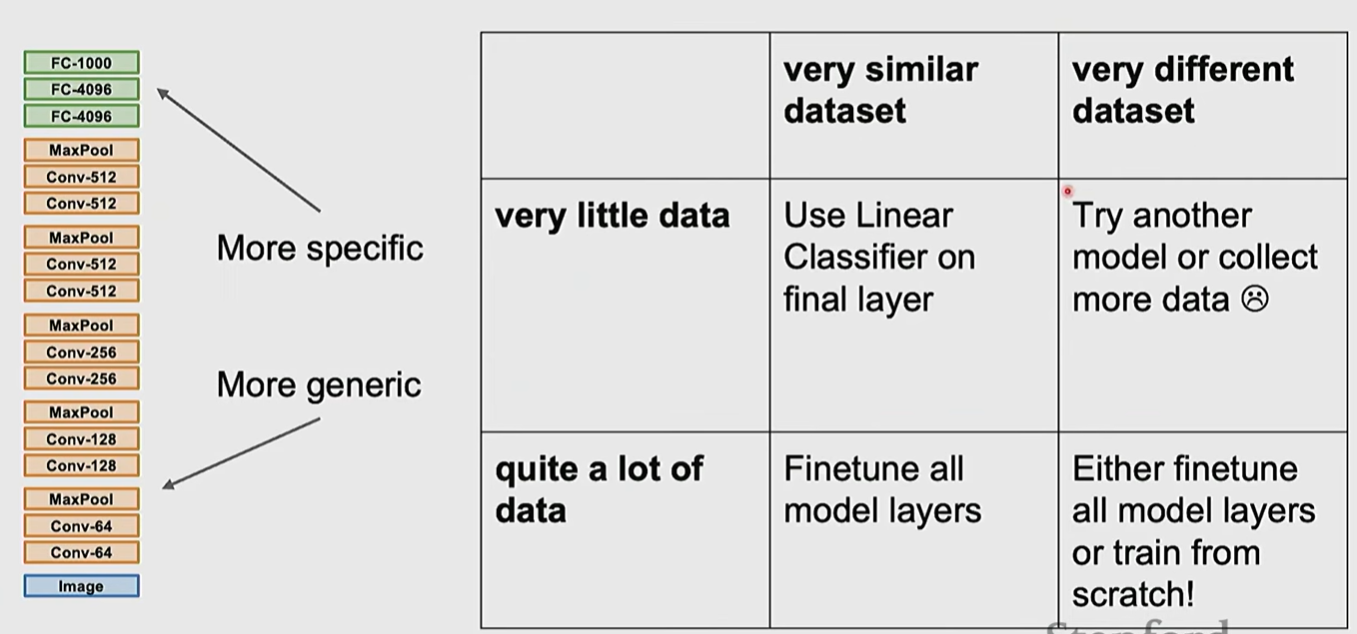 FC-1000
FC-4096
FC-4096
MaxPool
Conv-512
Conv-512
MaxPool
Conv-512
Conv-512
MaxPool
Conv-256
Conv-256
MaxPool
Conv-128
Conv-128
MaxPool
Conv-64
Conv-64
Image
More specific
More generic
very similar
dataset
very different
dataset
very little data
Use Linear
Classifier on
final layer
Try another
model or collect
more data ☹
quite a lot of
data
Finetune all
model layers
Either finetune
all model layers
or train from
scratch!